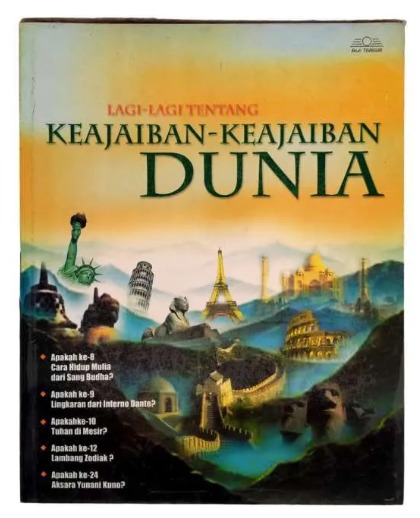 LAGI-LAGI TENTANG
KEAJAIBAN-KEAJAIBAN
DUNIA
Apakah ke-8
Cara Hidup Mulia
dari Sang Budha?
Apakah ke-9
Lingkaran dari Inferno Dante?
Apakahke-10
Tuhan di Mesir?
Apakah ke-12
Lambang Zodiak ?
Apakah ke-24
Aksara Yunani Kuno?